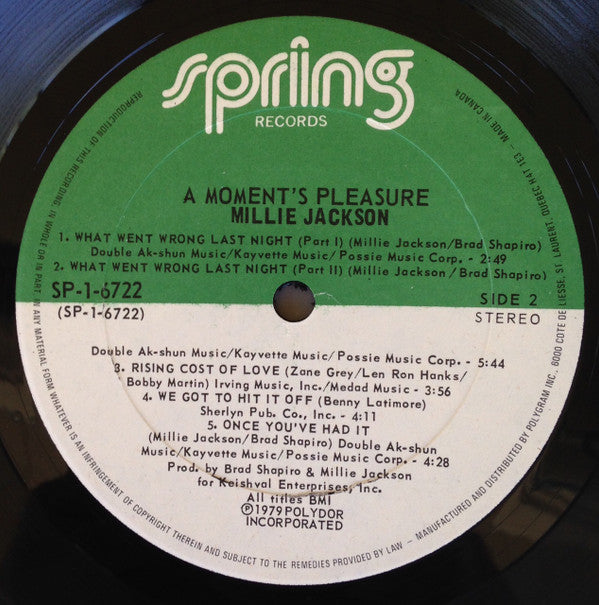 spring
RECORDS
A MOMENT'S PLEASURE
MILLIE JACKSON
1. WHAT WENT WRONG LAST NIGHT (Part I) (Millie Jackson/Brad Shapiro)
Double Ak-shun Music/Kayvette Music/Possie Music Corp. - 2:49
2. WHAT WENT WRONG LAST NIGHT (Part II) (Millie Jackson / Brad Shapiro)
SP-1-6722
SIDE 2
(SP-1-6722)
STEREO
Double Ak-shun Music/Kayvette Music/Possie Music Corp. - 5:44
3. RISING COST OF LOVE (Zane Grey/Len Ron Hanks/
Bobby Martin) Irving Music, Inc./Medad Music - 3:56
4. WE GOT TO HIT IT OFF (Benny Latimore)
Sherlyn Pub. Co., Inc. - 4:11
5. ONCE YOU'VE HAD IT
(Millie Jackson/Brad Shapiro) Double Ak-shun
Music/Kayvette Music/Possie Music Corp. - 4:28
Prod. by Brad Shapiro & Millie Jackson
for Keishval Enterprises, Inc.
All titles BMI
Ⓟ1979 POLYDOR
INCORPORATED
REPRODUCTION OF THIS RECORDING, IN WHOLE OR IN PART, IN ANY MATERIAL FORM WHATEVER IS AN INFRINGEMENT OF COPYRIGHT THEREIN AND SUBJECT TO THE REMEDIES PROVIDED BY LAW – MANUFACTURED AND DISTRIBUTED BY POLYGRAM INC., 6000 COTE DE LIESSE, ST LAURENT, QUEBEC H4T 1E3 – MADE IN CANADA